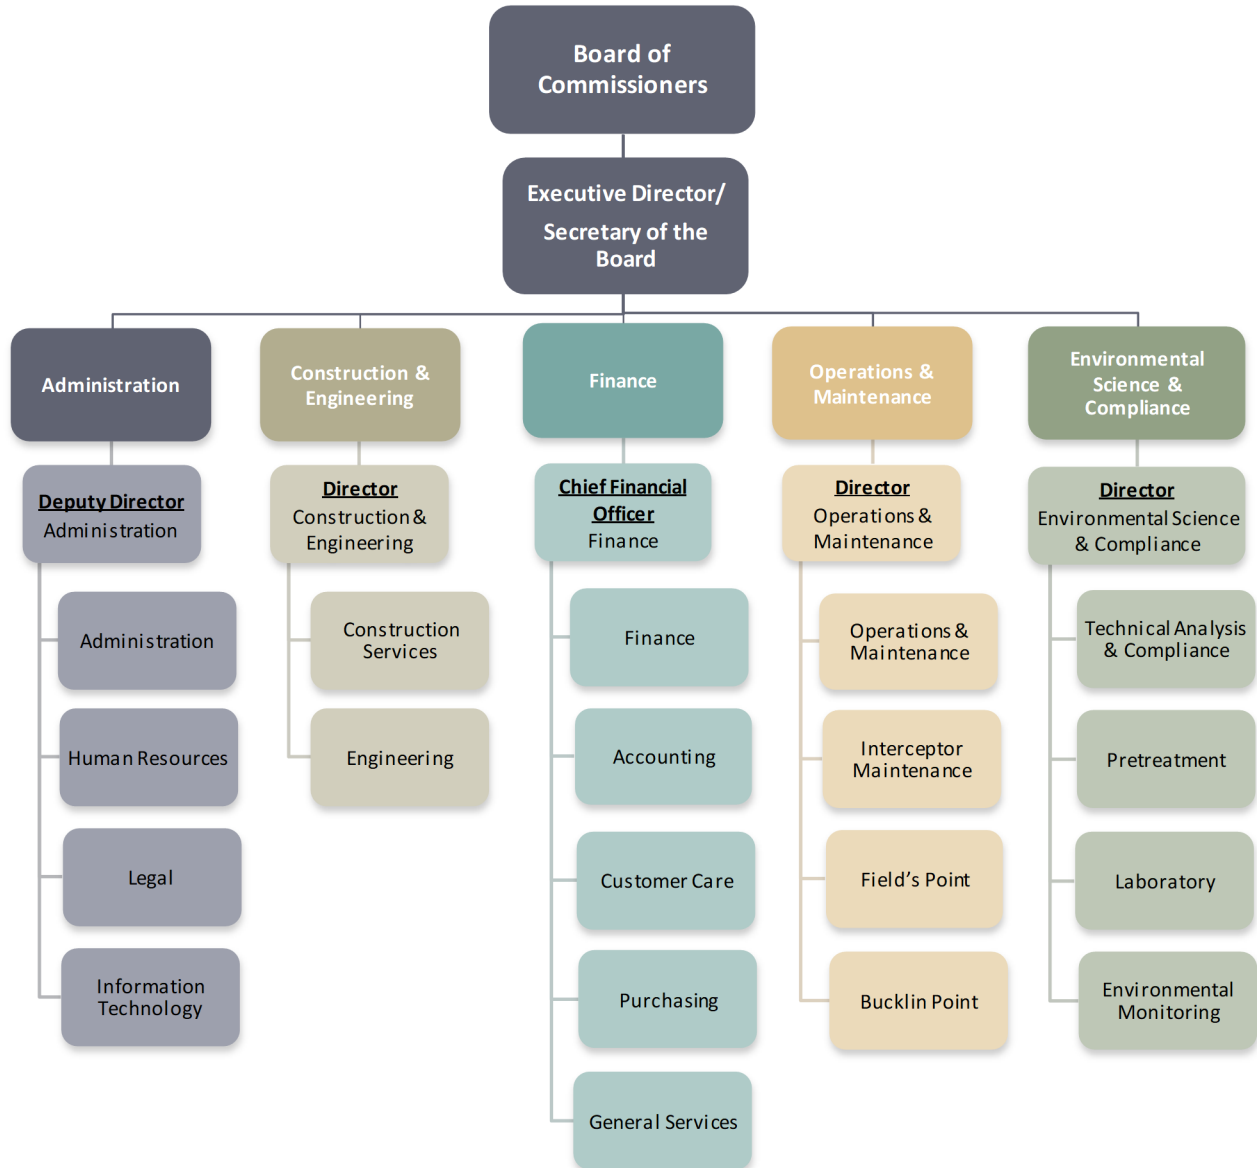 Board of
Commissioners
Executive Director/
Secretary of the
Board
Administration
Construction &
Engineering
Finance
Operations &
Maintenance
Environmental
Science &
Compliance
Deputy Director
Administration
Director
Construction &
Engineering
Chief Financial
Officer
Finance
Director
Operations &
Maintenance
Director
Environmental Science
& Compliance
Administration
Human Resources
Legal
Information
Technology
Construction
Services
Engineering
Finance
Accounting
Customer Care
Purchasing
General Services
Operations &
Maintenance
Interceptor
Maintenance
Field's Point
Bucklin Point
Technical Analysis
& Compliance
Pretreatment
Laboratory
Environmental
Monitoring